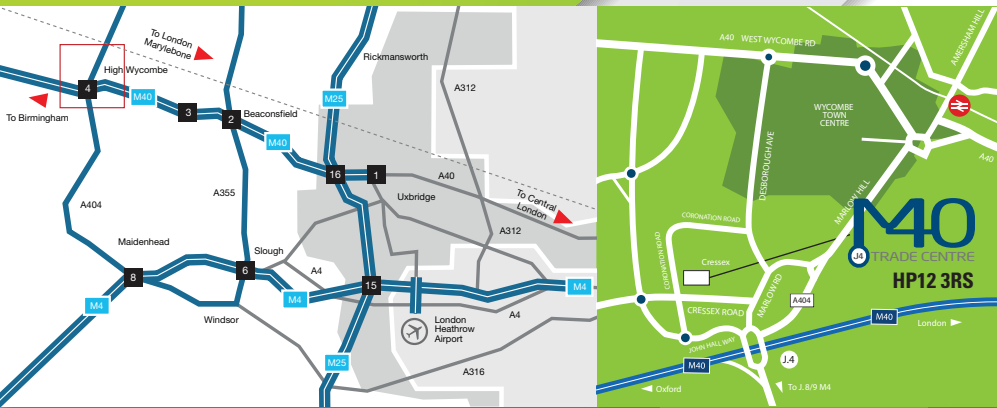 To London
Marylebone
Rickmansworth
High Wycombe
4
M40
M25
A312
To Birmingham
3
2
Beaconsfield
M40
16
1
A40
Uxbridge
To Central
London
A404
A355
A312
Maidenhead
Slough
8
6
A4
15
M4
M4
M4
A4
Windsor
London
Heathrow
Airport
M25
A316
A40
WEST WYCOMBE RD
AMERSHAM HILL
WYCOMBE
TOWN
CENTRE
DESBOROUGH AVE
A40
MARLOW HILL
CORONATION ROAD
CORONATION ROAD
Cressex
M40
J4
TRADE CENTRE
HP12 3RS
MARLOW RD
A404
CRESSEX ROAD
M40
London
JOHN HALL WAY
J.4
M40
Oxford
To J. 8/9 M4